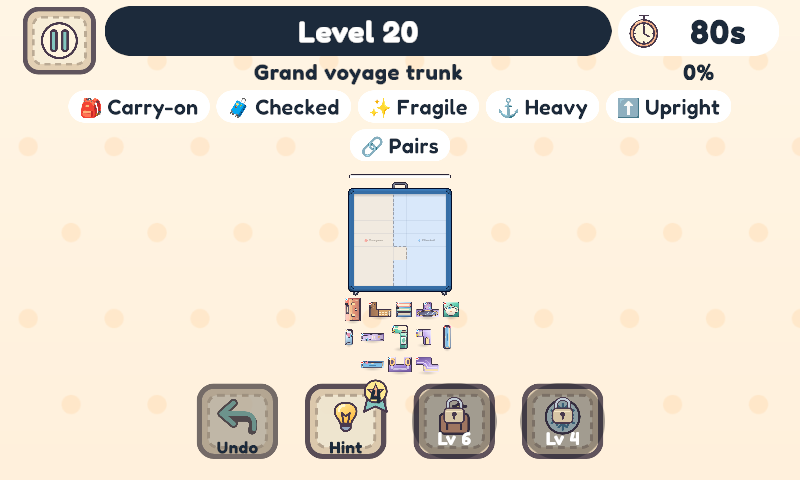 Level 20
80s
Grand voyage trunk
0%
🎒 Carry-on
🧳 Checked
✨ Fragile
⚓ Heavy
⬆️ Upright
🔗 Pairs
Undo
Hint
Lv 6
Lv 4